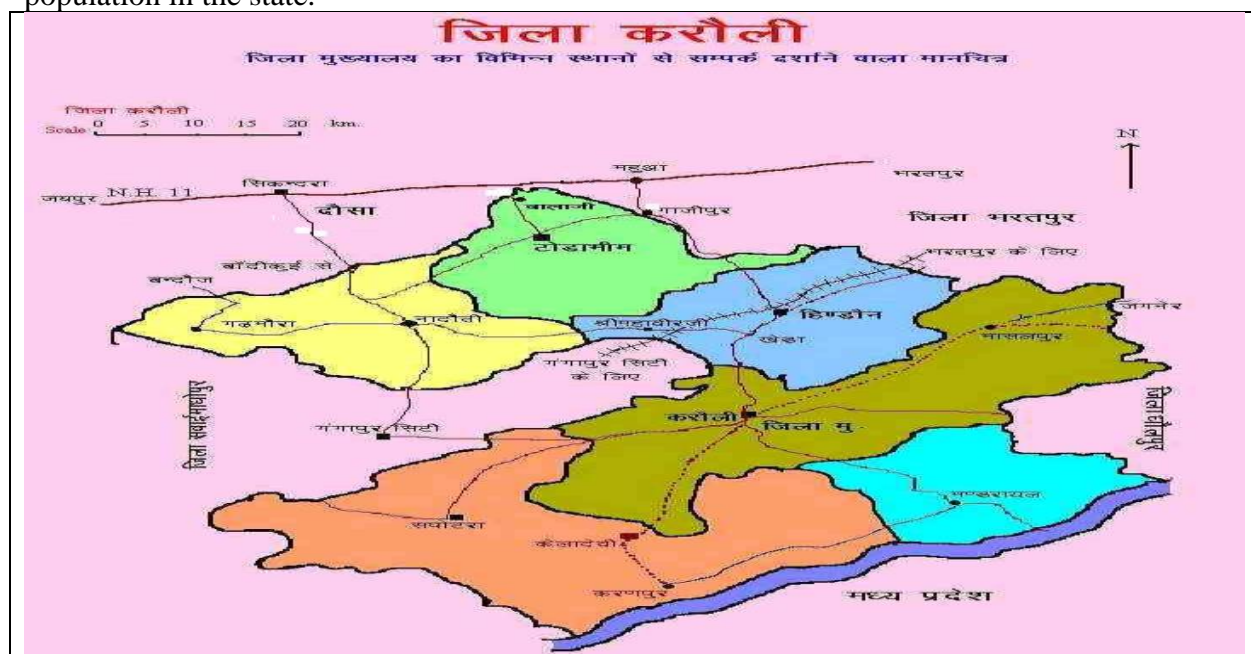 population in the state.
जिला करौली
जिला मुख्यालय का विभिन्न स्थानों से सम्पर्क दर्शाने वाला मानचित्र
जिला करौली
Scale 0 5 10 15 20 km.
N
महुआ
सिकन्दरा
भरतपुर
जयपुर N.H. 11
बालाजी
गाजीपुर
दौसा
जिला भरतपुर
टोडाभीम
भरतपुर के लिए
बाँदीकुई से
गढमौरा
नादौती
श्रीमहावीरजी
हिण्डौन
खेडा
मासलपुर
गंगापुर सिटी
के लिए
जिला सवाईमाधोपुर
जिला धौलपुर
करौली
जिला मु.
गंगापुर सिटी
सपोटरा
मण्डरायल
कैलादेवी
करणपुर
मध्य प्रदेश